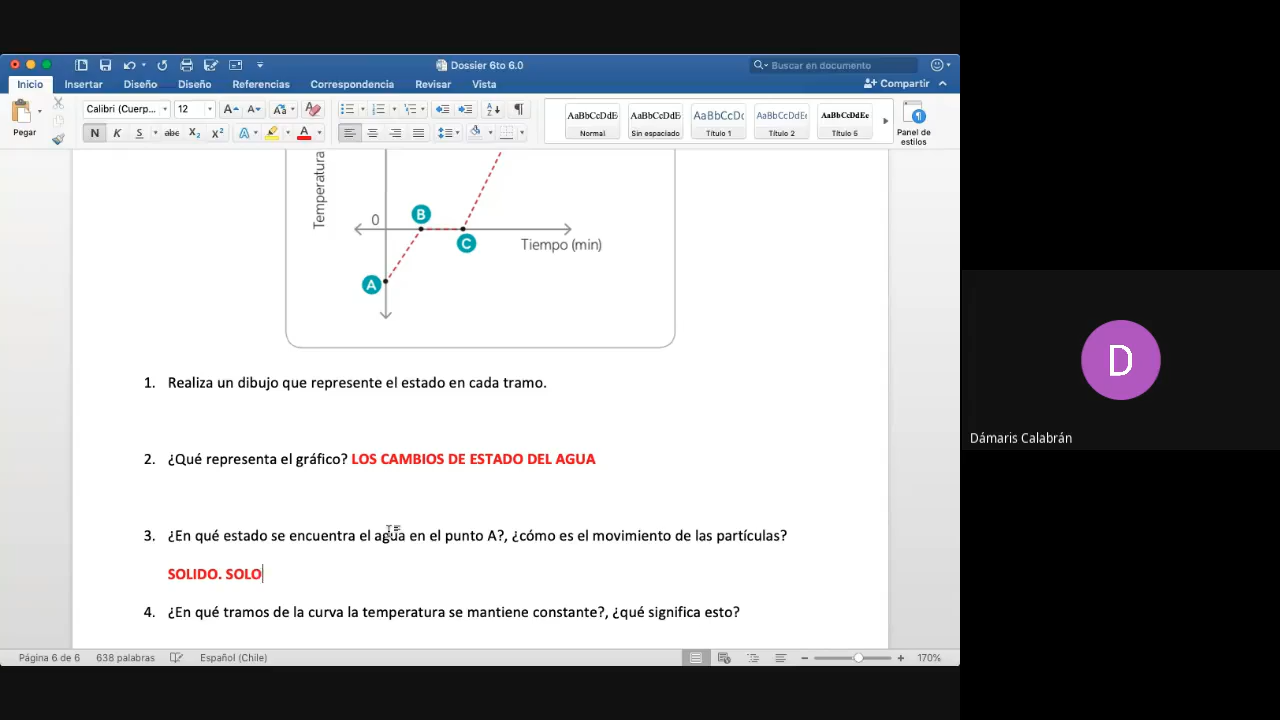 Dossier 6to 6.0
Buscar en documento
Inicio
Insertar
Diseño
Diseño
Referencias
Correspondencia
Revisar
Vista
Compartir
Pegar
Calibri (Cuerp...
12
N K S abc X₂ X²
AaBbCcDdE
Normal
AaBbCcDdE
Sin espaciado
AaBbCcDc
Título 1
AaBbCcDdE
Título 2
AaBbCcDdEe
Título 5
Panel de
estilos
Temperatura
0
B
C
A
Tiempo (min)
1. Realiza un dibujo que represente el estado en cada tramo.
2. ¿Qué representa el gráfico? LOS CAMBIOS DE ESTADO DEL AGUA
3. ¿En qué estado se encuentra el agua en el punto A?, ¿cómo es el movimiento de las partículas?
SOLIDO. SOLO
4. ¿En qué tramos de la curva la temperatura se mantiene constante?, ¿qué significa esto?
Página 6 de 6
638 palabras
Español (Chile)
170%
D
Dámaris Calabrán